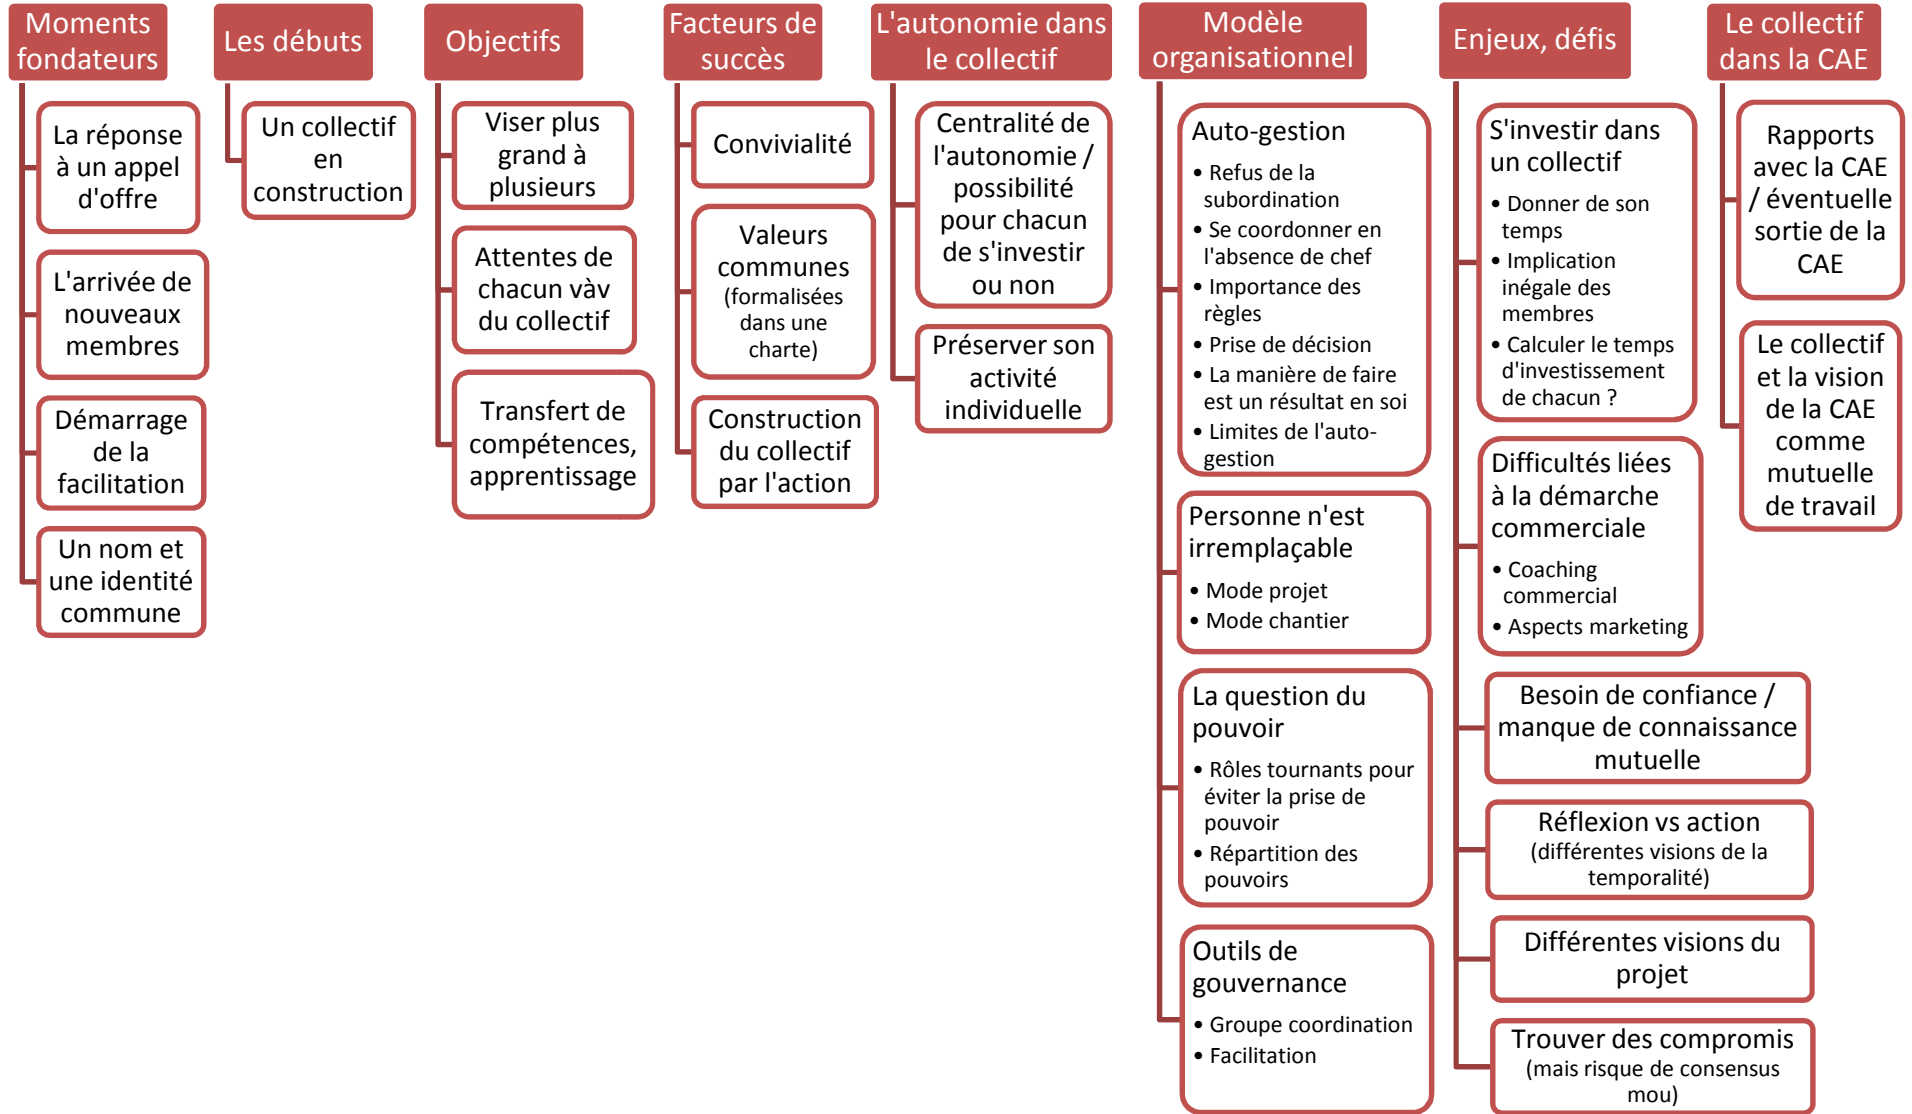 Moments
fondateurs
La réponse
à un appel
d'offre
L'arrivée de
nouveaux
membres
Démarrage
de la
facilitation
Un nom et
une identité
commune
Les débuts
Un collectif
en
construction
Objectifs
Viser plus
grand à
plusieurs
Attentes de
chacun vàv
du collectif
Transfert de
compétences,
apprentissage
Facteurs de
succès
Convivialité
Valeurs
communes
(formalisées
dans une
charte)
Construction
du collectif
par l'action
L'autonomie dans
le collectif
Centralité de
l'autonomie /
possibilité
pour chacun
de s'investir
ou non
Préserver son
activité
individuelle
Modèle
organisationnel
Auto-gestion
• Refus de la
subordination
• Se coordonner en
l'absence de chef
• Importance des
règles
• Prise de décision
• La manière de faire
est un résultat en soi
• Limites de l'auto-
gestion
Personne n'est
irremplaçable
• Mode projet
• Mode chantier
La question du
pouvoir
• Rôles tournants pour
éviter la prise de
pouvoir
• Répartition des
pouvoirs
Outils de
gouvernance
• Groupe coordination
• Facilitation
Enjeux, défis
S'investir dans
un collectif
• Donner de son
temps
• Implication
inégale des
membres
• Calculer le temps
d'investissement
de chacun ?
Difficultés liées
à la démarche
commerciale
• Coaching
commercial
• Aspects marketing
Besoin de confiance /
manque de connaissance
mutuelle
Réflexion vs action
(différentes visions de la
temporalité)
Différentes visions du
projet
Trouver des compromis
(mais risque de consensus
mou)
Le collectif
dans la CAE
Rapports
avec la CAE
/ éventuelle
sortie de la
CAE
Le collectif
et la vision
de la CAE
comme
mutuelle
de travail